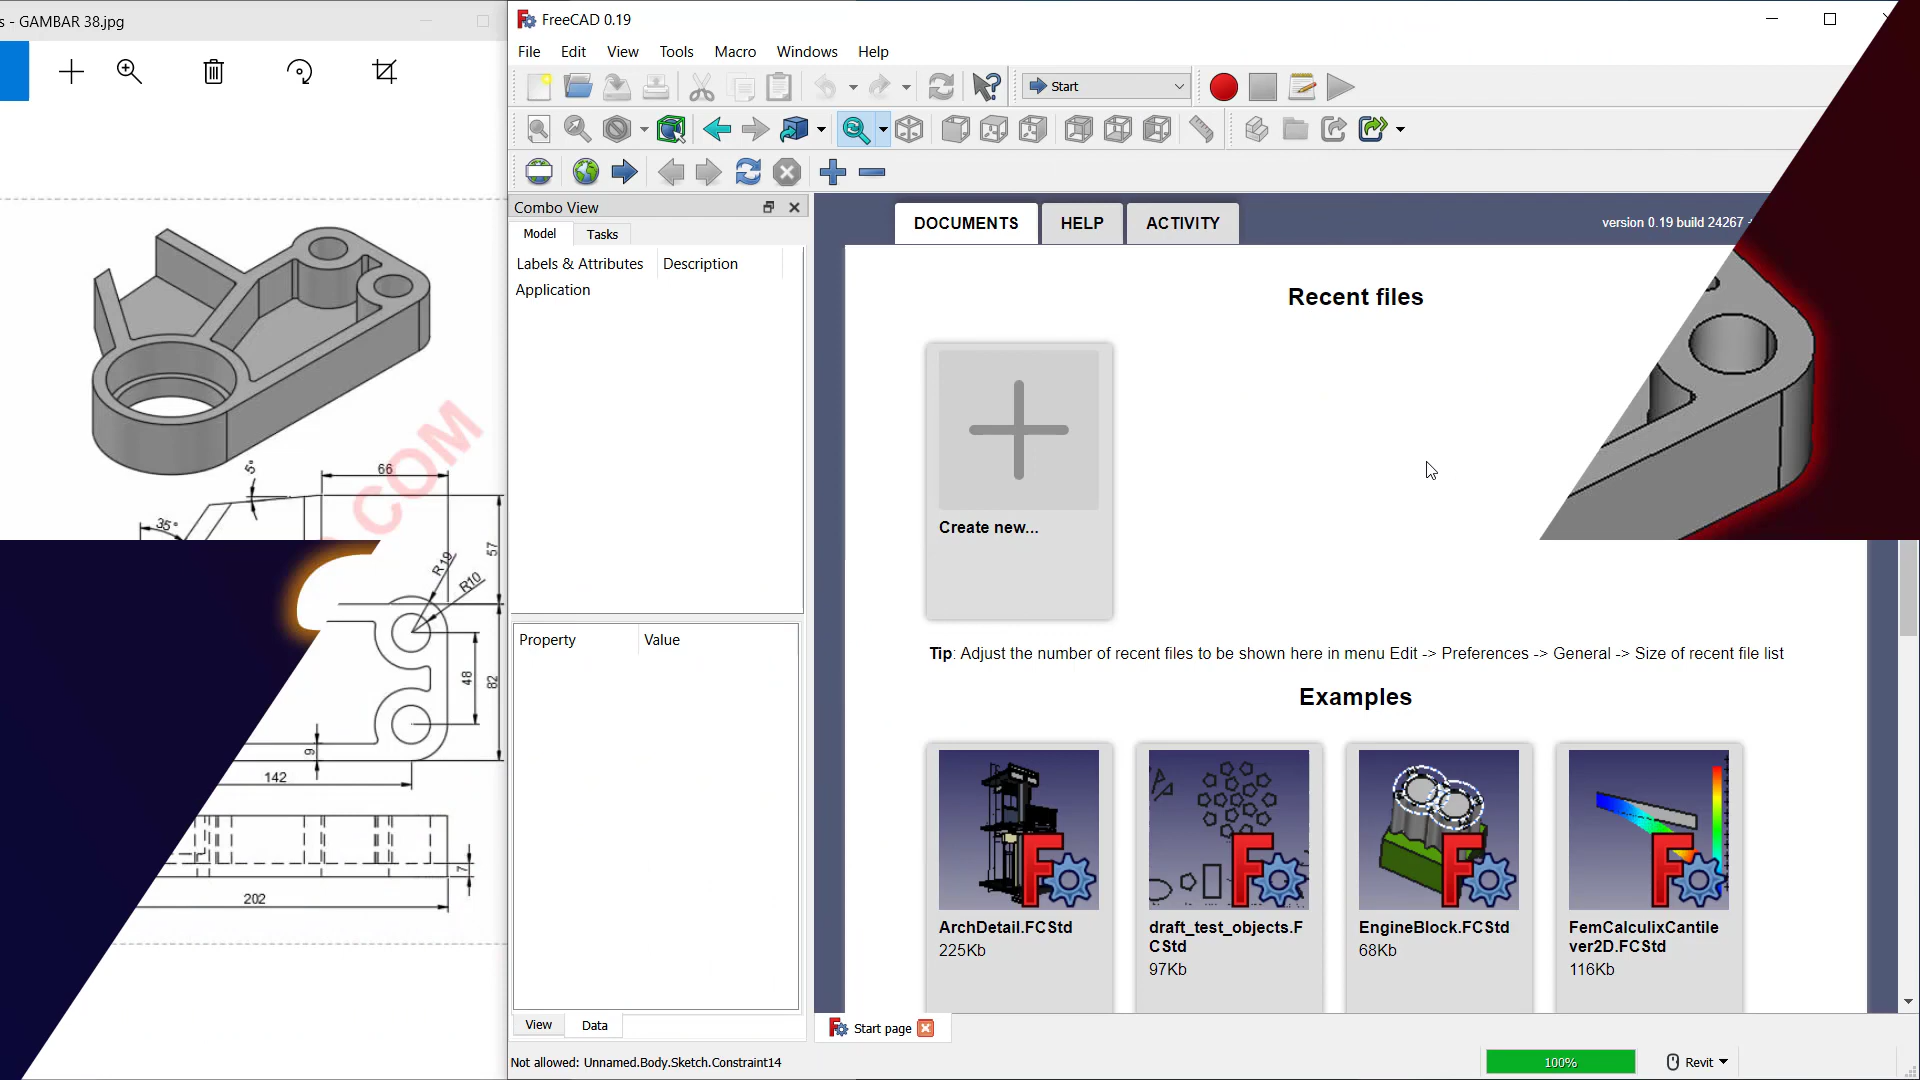 s - GAMBAR 38.jpg
FreeCAD 0.19
File Edit View Tools Macro Windows Help
Start
Combo View
Model Tasks
Labels & Attributes Description
Application
DOCUMENTS HELP ACTIVITY
version 0.19 build 24267
Recent files
Create new...
Tip: Adjust the number of recent files to be shown here in menu Edit -> Preferences -> General -> Size of recent file list
Examples
ArchDetail.FCStd
225Kb
draft_test_objects.F
CStd
97Kb
EngineBlock.FCStd
68Kb
FemCalculixCantile
ver2D.FCStd
116Kb
Property Value
View Data
Start page
Not allowed: Unnamed.Body.Sketch.Constraint14
100%
Revit
.COM
5°
66
35°
57
R19
R10
48
82
9
142
7
202